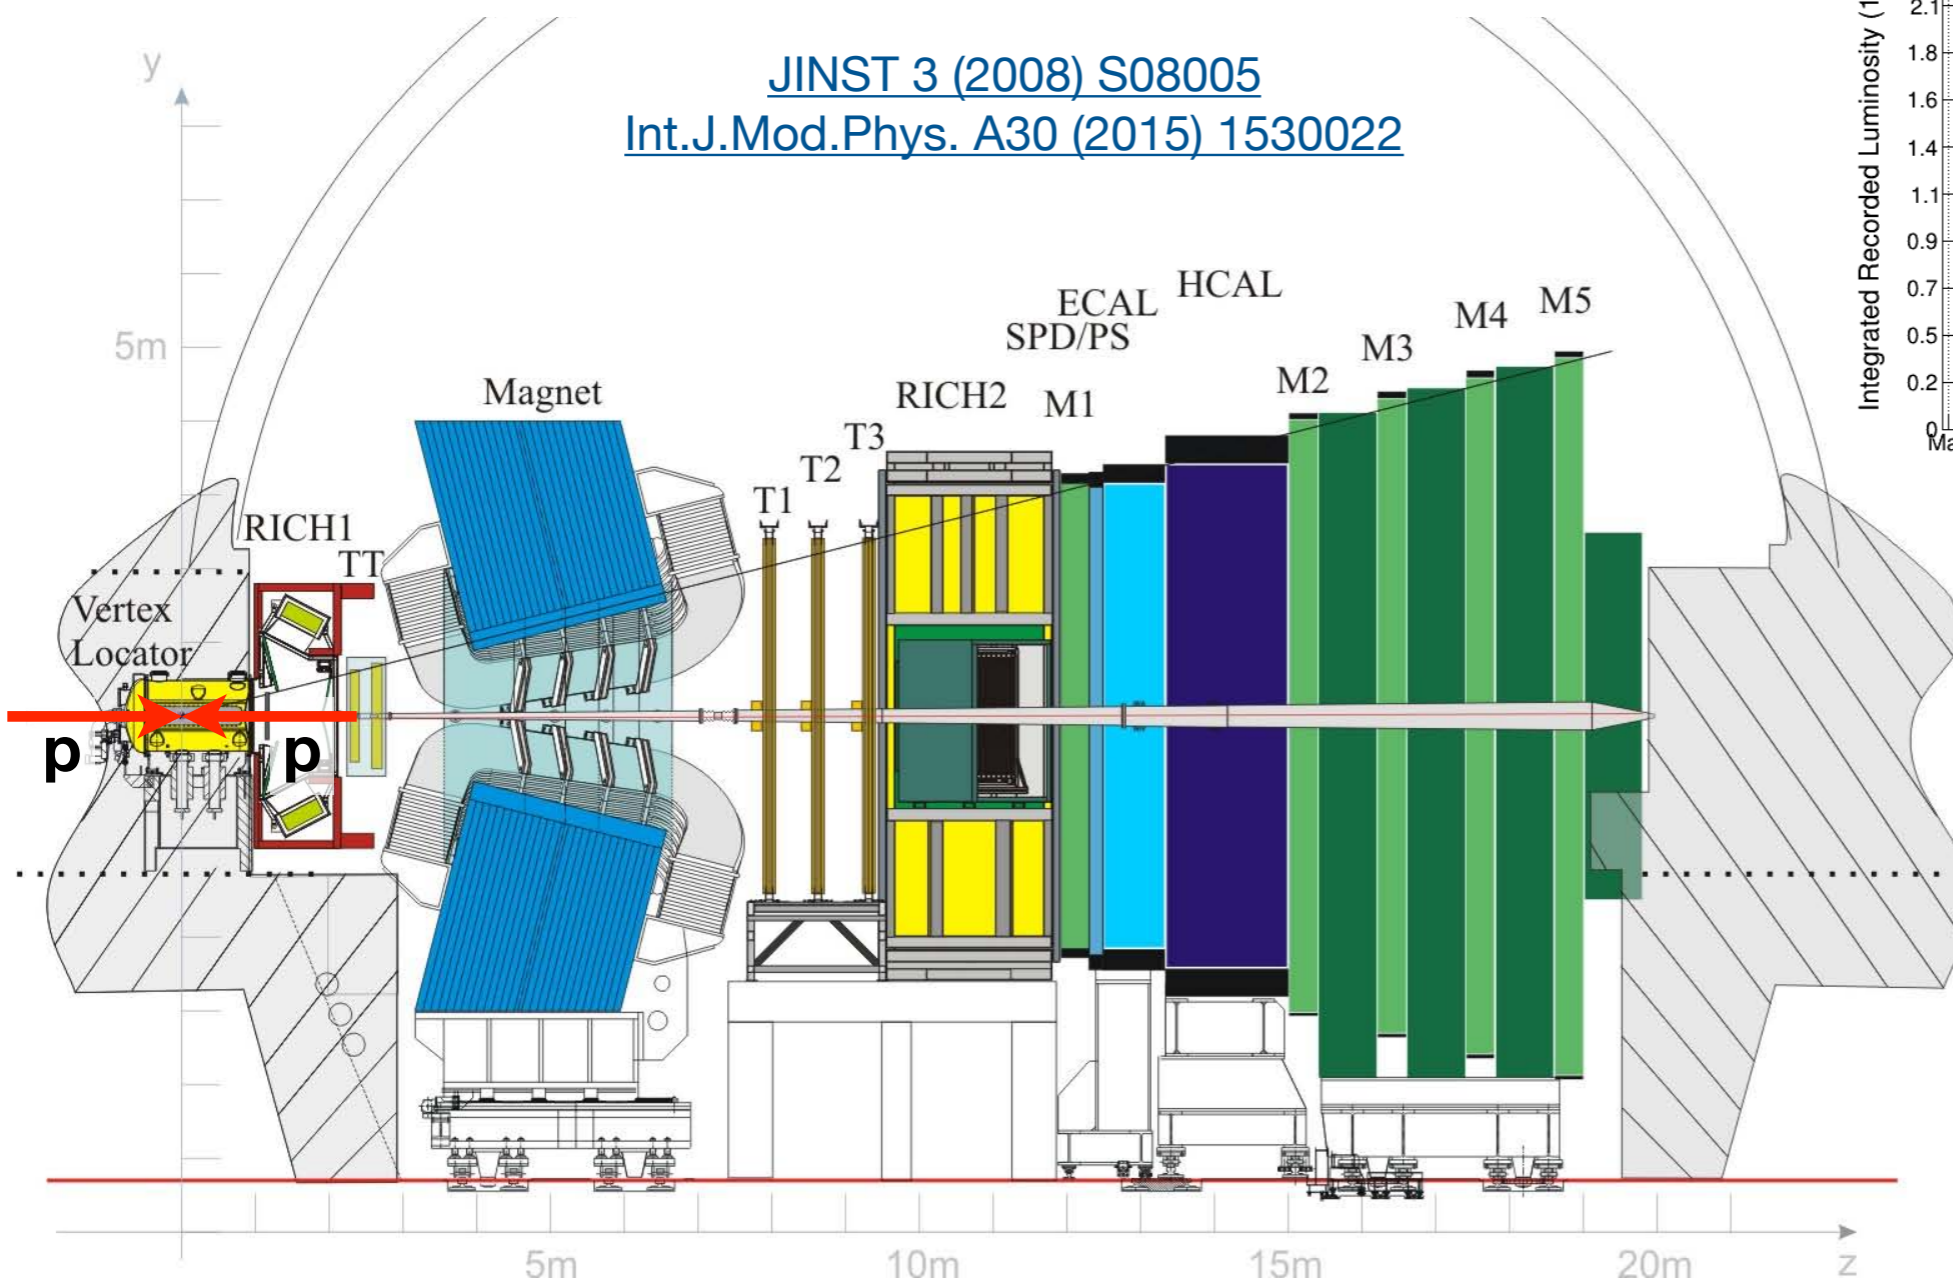 JINST 3 (2008) S08005
Int.J.Mod.Phys. A30 (2015) 1530022
y
5m
Magnet
RICH1
TT
Vertex
Locator
p
p
T1
T2
T3
RICH2
M1
SPD/PS
ECAL
HCAL
M2
M3
M4
M5
5m
10m
15m
20m
z
Integrated Recorded Luminosity (1
2.1
1.8
1.6
1.4
1.1
0.9
0.7
0.5
0.2
0
Ma